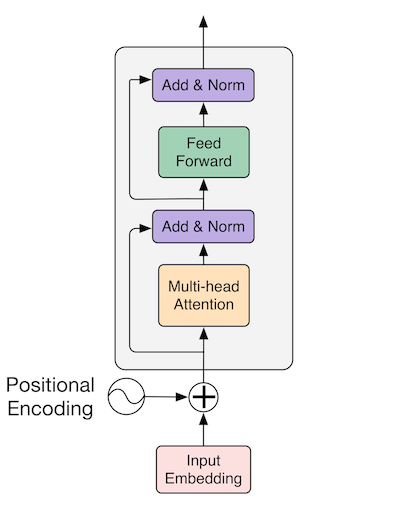 Add & Norm
Feed
Forward
Add & Norm
Multi-head
Attention
Positional
Encoding
Input
Embedding